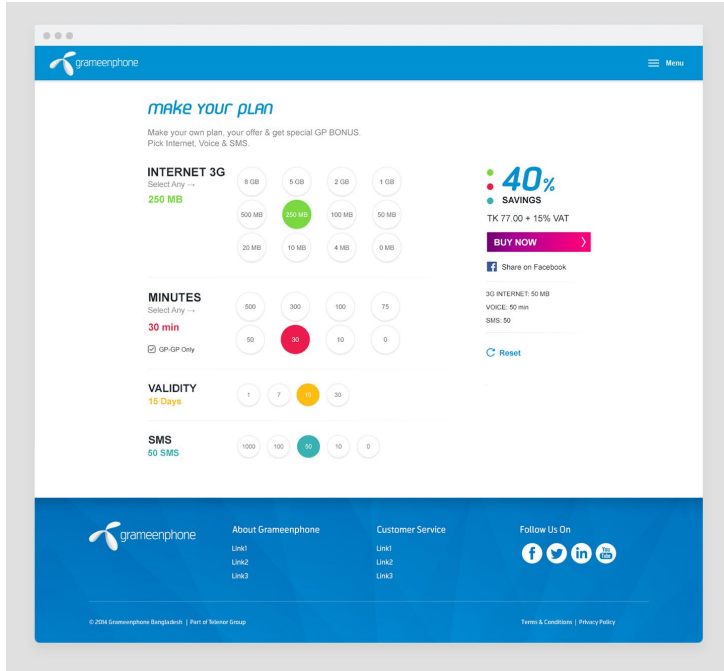 grameenphone
Menu
make your plan
Make your own plan, your offer & get special GP BONUS.
Pick Internet, Voice & SMS.
INTERNET 3G
Select Any →
250 MB
8 GB
5 GB
2 GB
1 GB
500 MB
250 MB
100 MB
50 MB
20 MB
10 MB
4 MB
0 MB
MINUTES
Select Any →
30 min
GP-GP Only
500
300
100
75
50
30
10
0
VALIDITY
15 Days
1
7
15
30
SMS
50 SMS
1000
100
50
10
0
40%
SAVINGS
TK 77.00 + 15% VAT
BUY NOW
Share on Facebook
3G INTERNET: 50 MB
VOICE: 50 min
SMS: 50
Reset
grameenphone
About Grameenphone
Link1
Link2
Link3
Customer Service
Link1
Link2
Link3
Follow Us On
You
Tube
© 2014 Grameenphone Bangladesh | Part of Telenor Group
Terms & Conditions | Privacy Policy